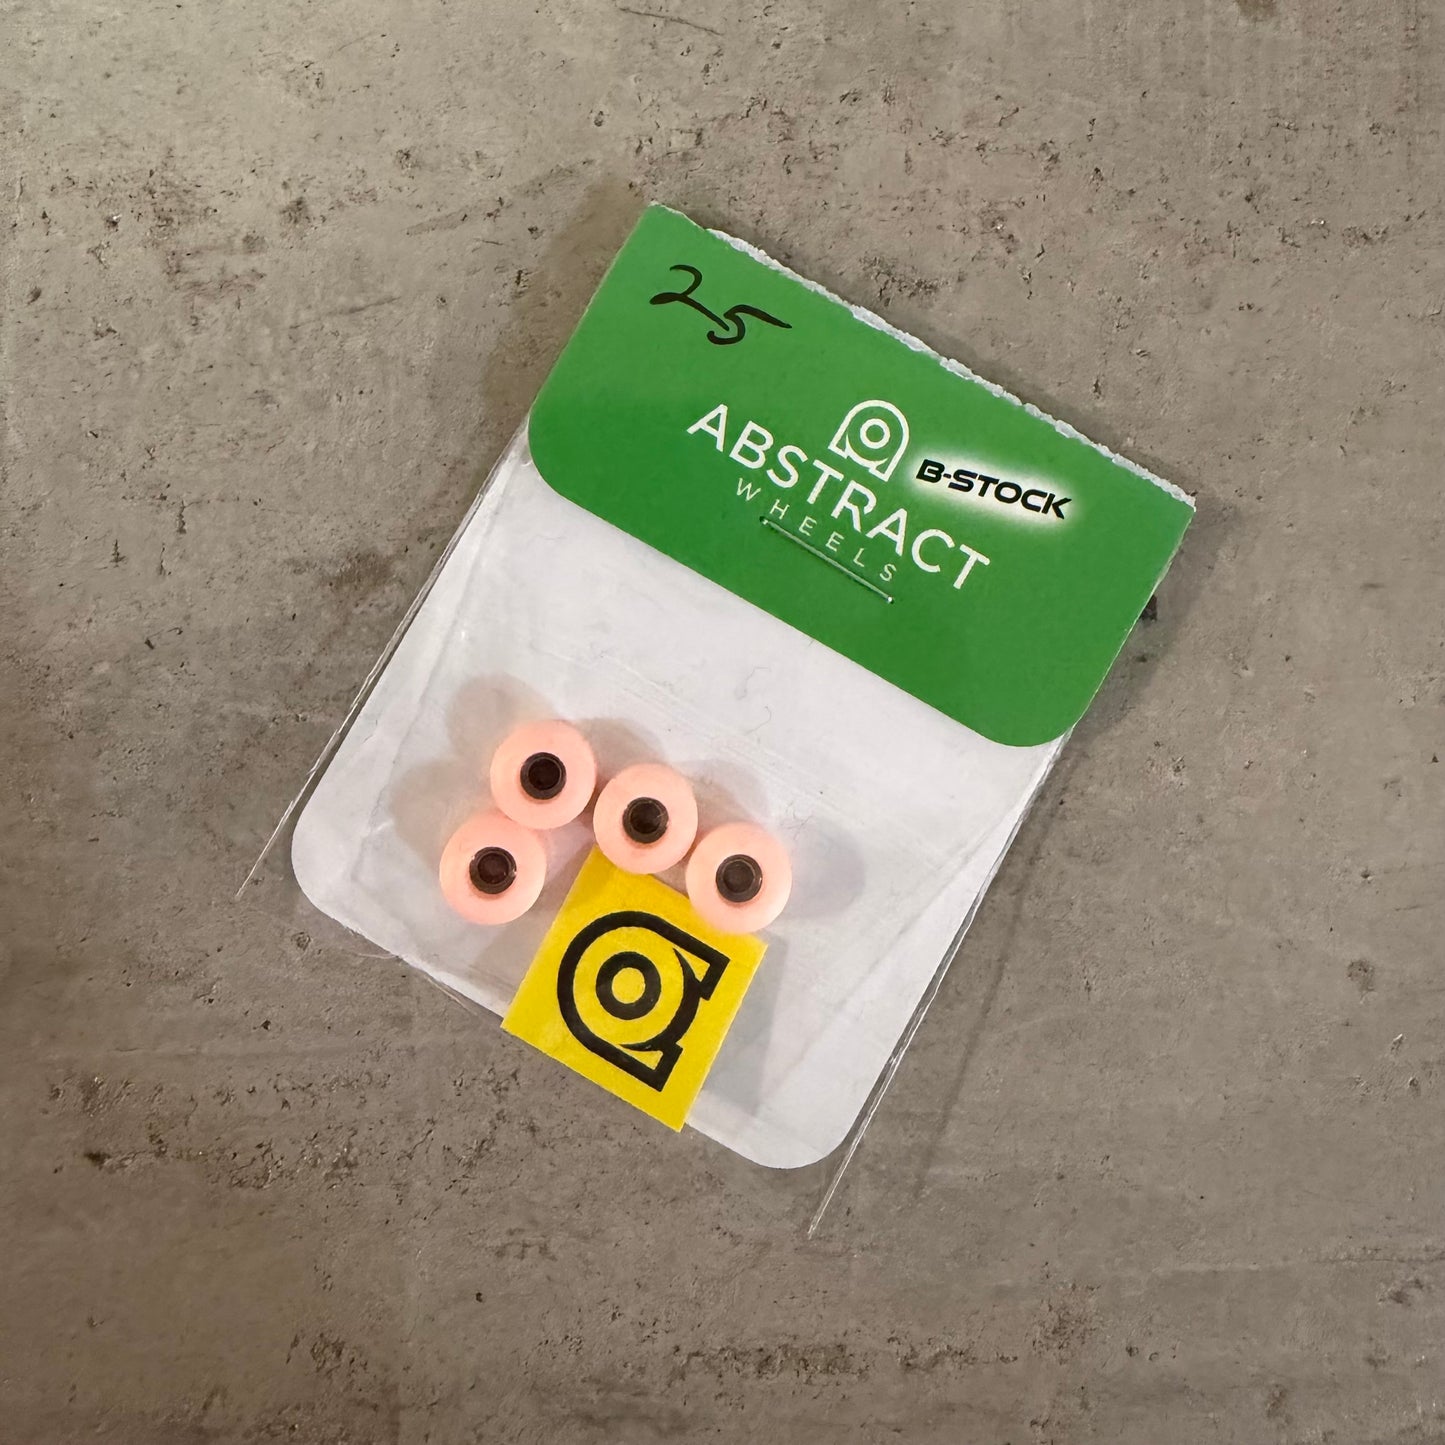 25
ABSTRACT
WHEELS
B-STOCK